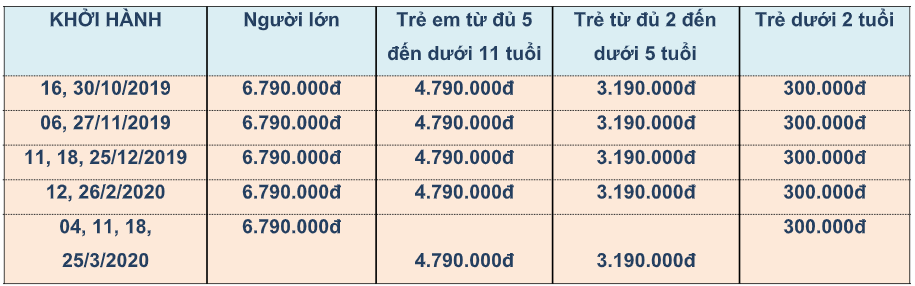 KHỞI HÀNH Người lớn Trẻ em từ đủ 5 đến dưới 11 tuổi Trẻ từ đủ 2 đến dưới 5 tuổi Trẻ dưới 2 tuổi
16, 30/10/2019 6.790.000đ 4.790.000đ 3.190.000đ 300.000đ
06, 27/11/2019 6.790.000đ 4.790.000đ 3.190.000đ 300.000đ
11, 18, 25/12/2019 6.790.000đ 4.790.000đ 3.190.000đ 300.000đ
12, 26/2/2020 6.790.000đ 4.790.000đ 3.190.000đ 300.000đ
04, 11, 18, 6.790.000đ 300.000đ
25/3/2020 4.790.000đ 3.190.000đ